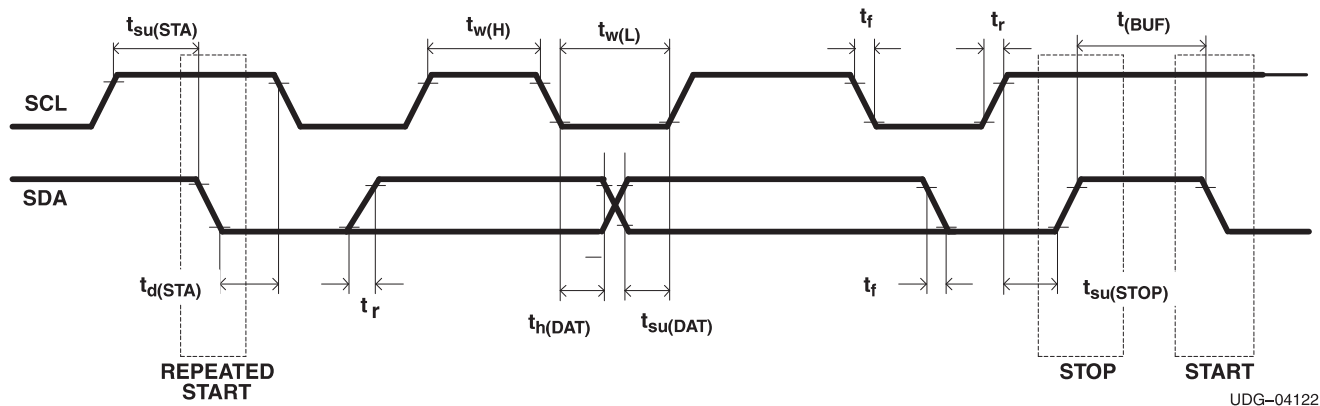 tsu(STA)
tw(H)
tw(L)
tf
tr
t(BUF)
SCL
SDA
td(STA)
tr
th(DAT)
tsu(DAT)
tf
tsu(STOP)
REPEATED
START
STOP
START
UDG–04122